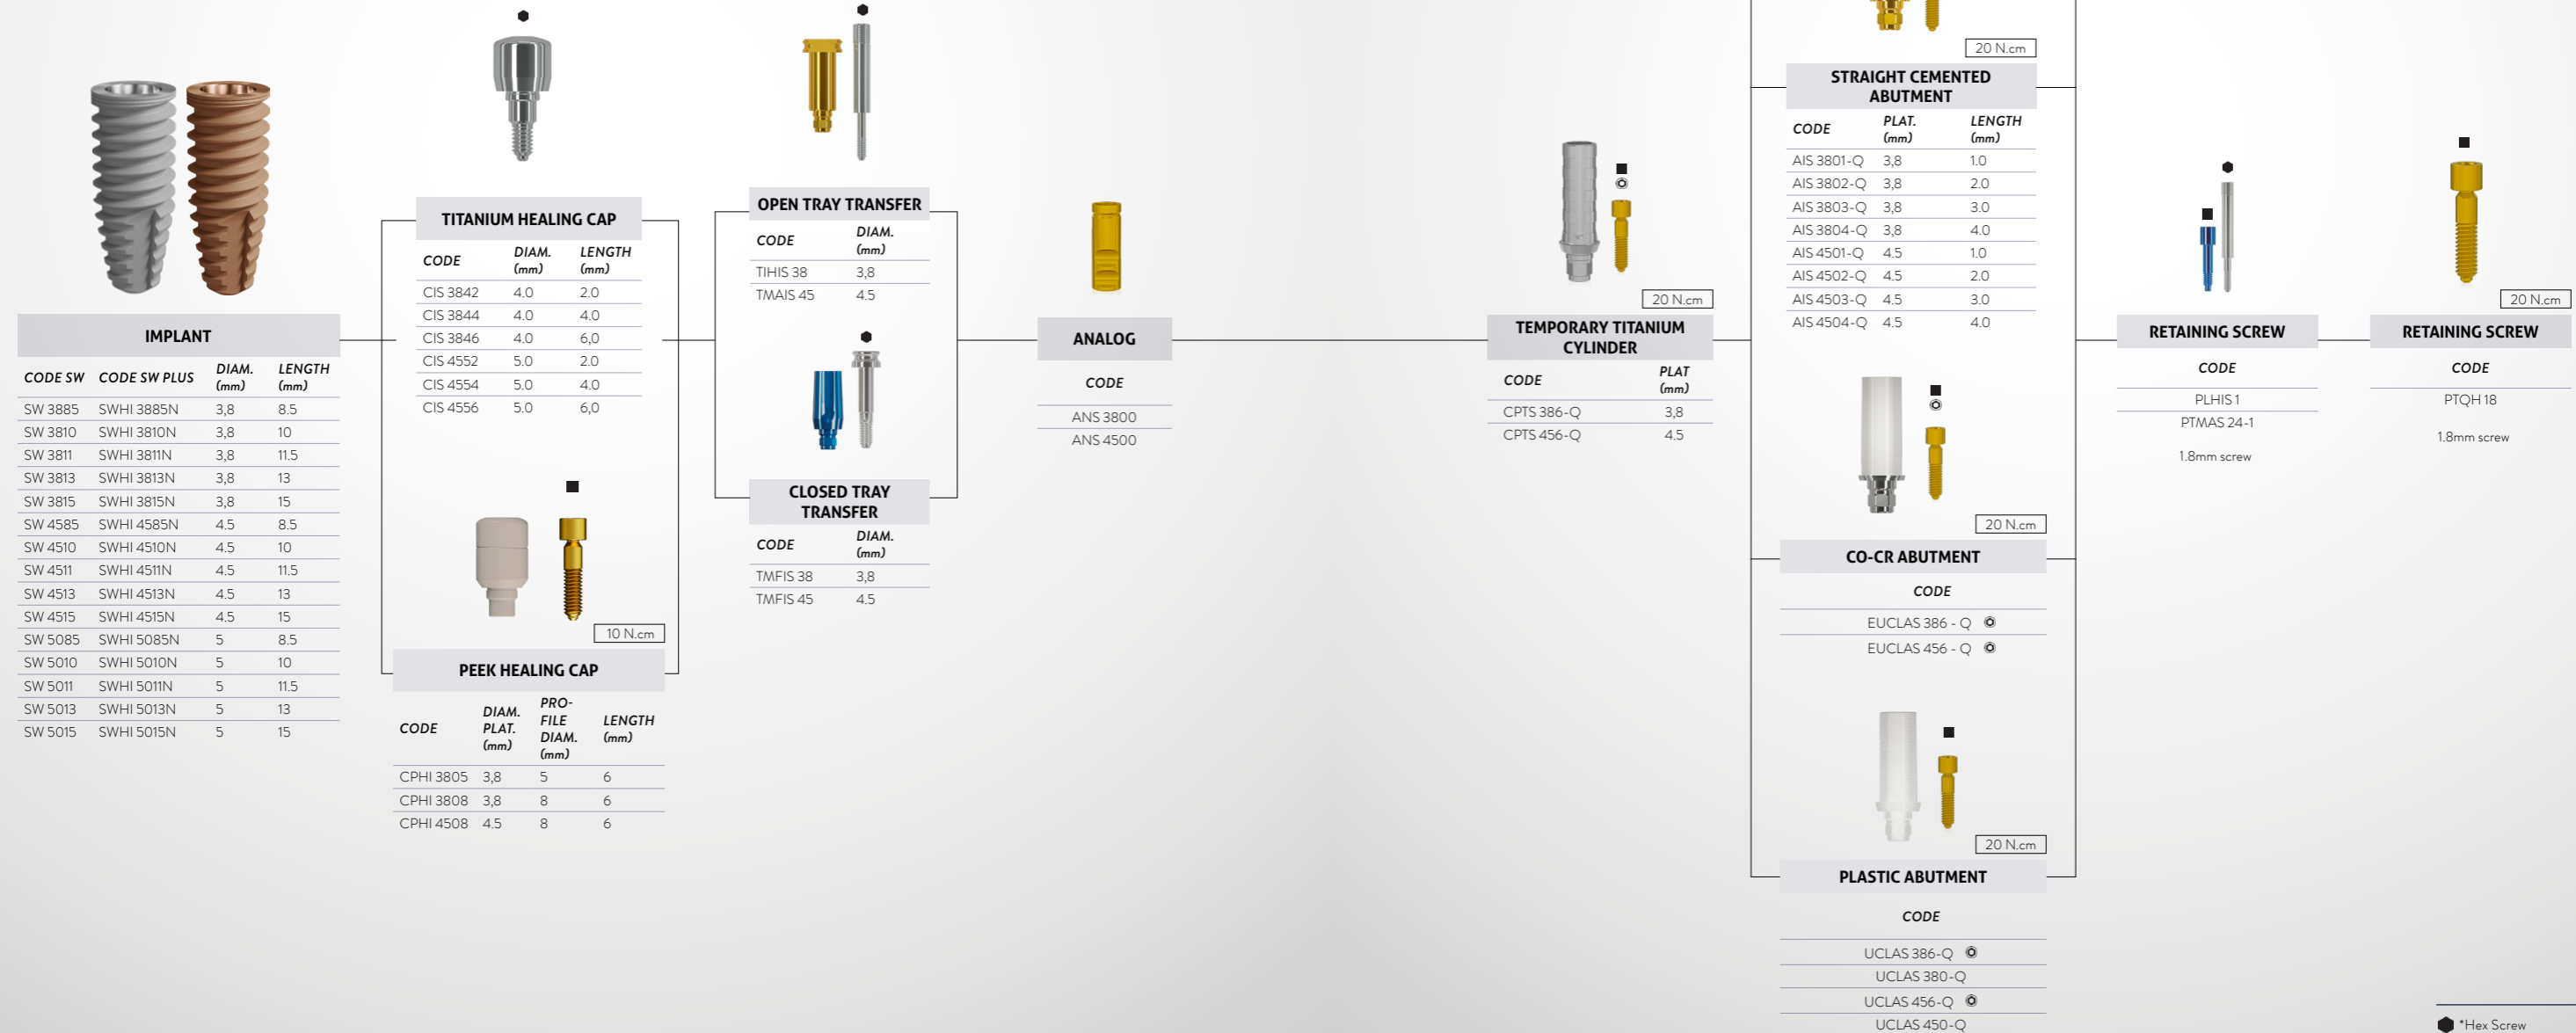 IMPLANT
CODE SW CODE SW PLUS DIAM. (mm) LENGTH (mm)
SW 3885 SWHI 3885N 3,8 8.5
SW 3810 SWHI 3810N 3,8 10
SW 3811 SWHI 3811N 3,8 11.5
SW 3813 SWHI 3813N 3,8 13
SW 3815 SWHI 3815N 3,8 15
SW 4585 SWHI 4585N 4.5 8.5
SW 4510 SWHI 4510N 4.5 10
SW 4511 SWHI 4511N 4.5 11.5
SW 4513 SWHI 4513N 4.5 13
SW 4515 SWHI 4515N 4.5 15
SW 5085 SWHI 5085N 5 8.5
SW 5010 SWHI 5010N 5 10
SW 5011 SWHI 5011N 5 11.5
SW 5013 SWHI 5013N 5 13
SW 5015 SWHI 5015N 5 15
TITANIUM HEALING CAP
CODE DIAM. (mm) LENGTH (mm)
CIS 3842 4.0 2.0
CIS 3844 4.0 4.0
CIS 3846 4.0 6,0
CIS 4552 5.0 2.0
CIS 4554 5.0 4.0
CIS 4556 5.0 6,0
10 N.cm
PEEK HEALING CAP
CODE DIAM. PLAT. (mm) PRO-FILE DIAM. (mm) LENGTH (mm)
CPHI 3805 3,8 5 6
CPHI 3808 3,8 8 6
CPHI 4508 4.5 8 6
OPEN TRAY TRANSFER
CODE DIAM. (mm)
TIHIS 38 3,8
TMAIS 45 4.5
CLOSED TRAY
TRANSFER
CODE DIAM. (mm)
TMFIS 38 3,8
TMFIS 45 4.5
ANALOG
CODE
ANS 3800
ANS 4500
20 N.cm
TEMPORARY TITANIUM
CYLINDER
CODE PLAT (mm)
CPTS 386-Q 3,8
CPTS 456-Q 4.5
20 N.cm
STRAIGHT CEMENTED
ABUTMENT
CODE PLAT. (mm) LENGTH (mm)
AIS 3801-Q 3,8 1.0
AIS 3802-Q 3,8 2.0
AIS 3803-Q 3,8 3.0
AIS 3804-Q 3,8 4.0
AIS 4501-Q 4.5 1.0
AIS 4502-Q 4.5 2.0
AIS 4503-Q 4.5 3.0
AIS 4504-Q 4.5 4.0
20 N.cm
CO-CR ABUTMENT
CODE
EUCLAS 386 - Q
EUCLAS 456 - Q
20 N.cm
PLASTIC ABUTMENT
CODE
UCLAS 386-Q
UCLAS 380-Q
UCLAS 456-Q
UCLAS 450-Q
RETAINING SCREW
CODE
PLHIS 1
PTMAS 24-1
1.8mm screw
20 N.cm
RETAINING SCREW
CODE
PTQH 18
1.8mm screw
*Hex Screw